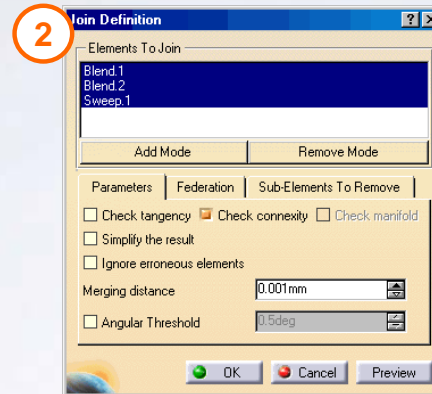 2
Join Definition
Elements To Join
Blend.1
Blend.2
Sweep.1
Add Mode Remove Mode
Parameters Federation Sub-Elements To Remove
Check tangency Check connexity Check manifold
Simplify the result
Ignore erroneous elements
Merging distance 0.001mm
Angular Threshold 0.5deg
OK Cancel Preview